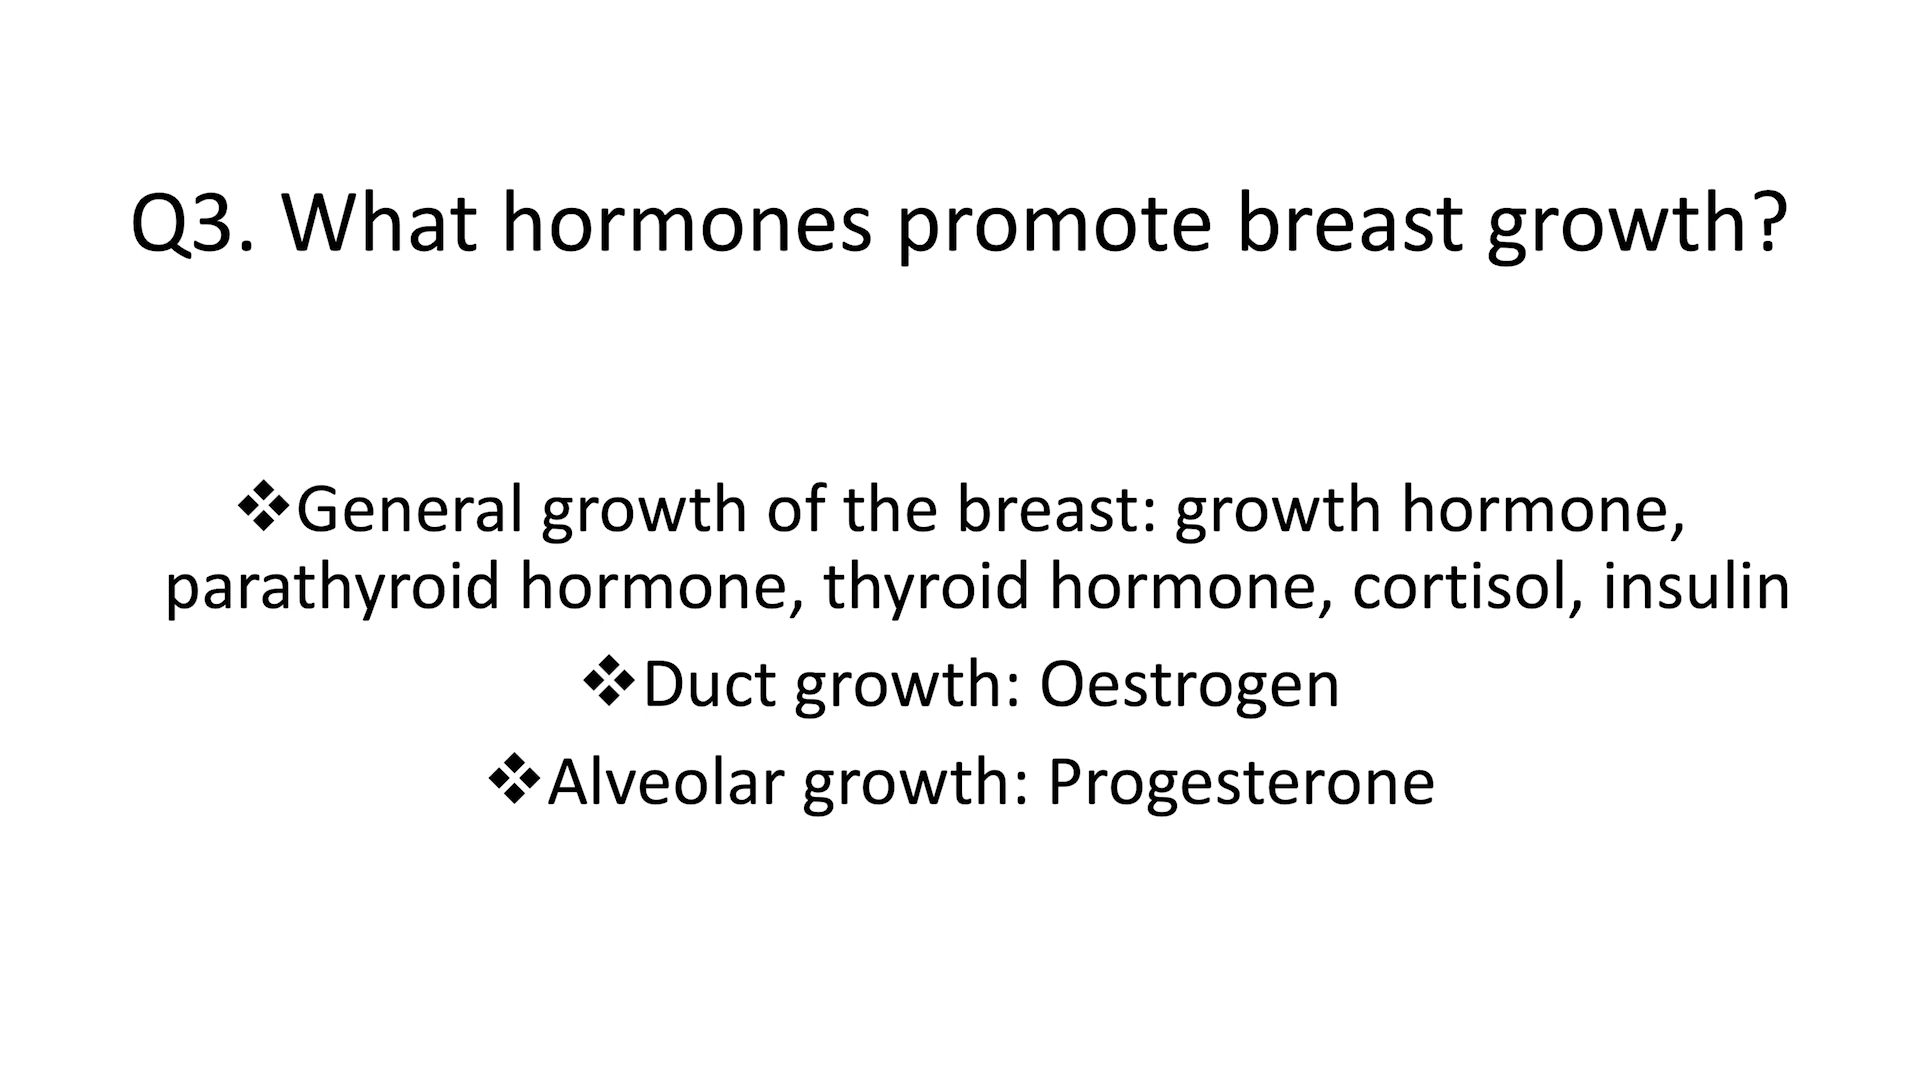 Q3. What hormones promote breast growth?
❖General growth of the breast: growth hormone,
parathyroid hormone, thyroid hormone, cortisol, insulin
❖Duct growth: Oestrogen
❖Alveolar growth: Progesterone